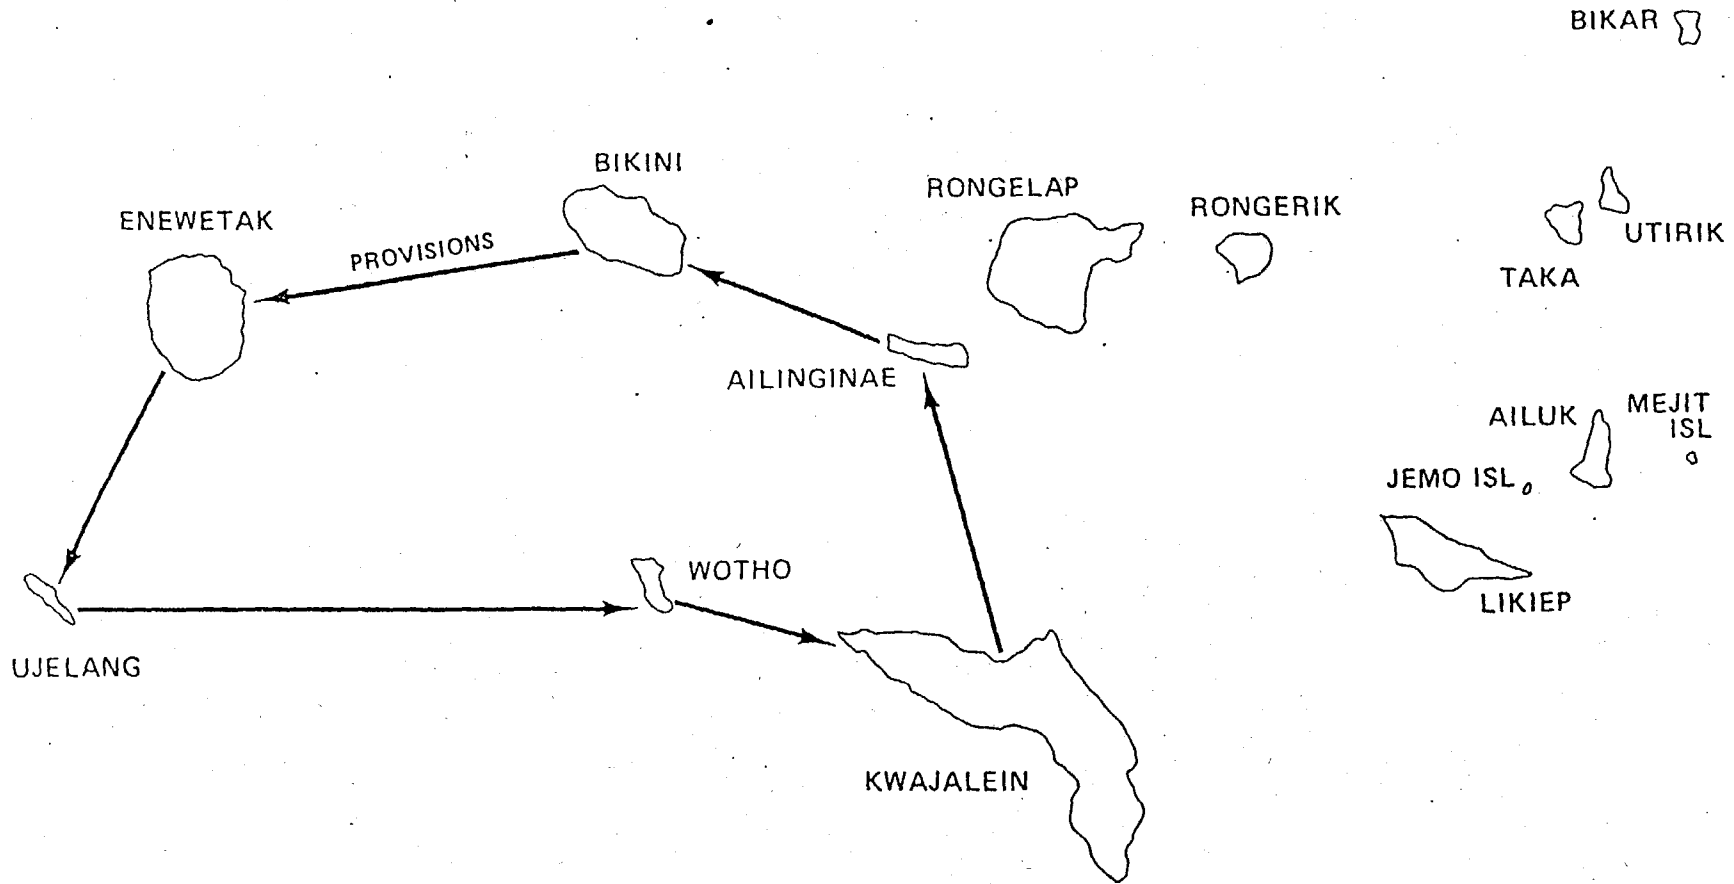 BIKAR
BIKINI
RONGELAP
RONGERIK
ENEWETAK
PROVISIONS
UTIRIK
TAKA
AILINGINAE
AILUK
MEJIT
ISL
JEMO ISL
WOTHO
LIKIEP
UJELANG
KWAJALEIN